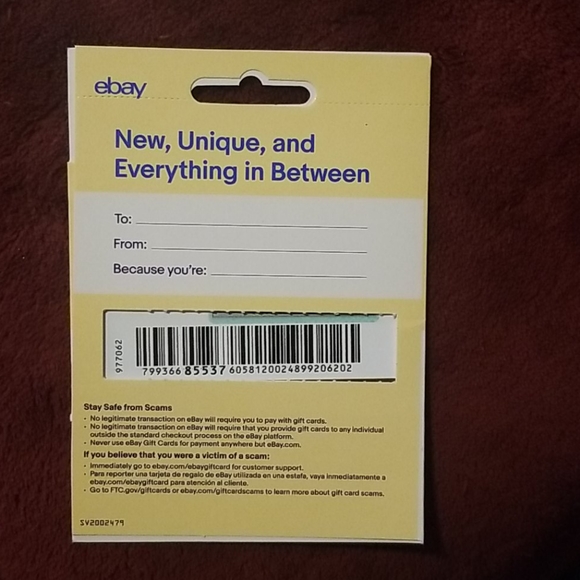 ebay
New, Unique, and
Everything in Between
To:
From:
Because you're:
977062
799366 85537 60581200248 99206202
Stay Safe from Scams
• No legitimate transaction on eBay will require you to pay with gift cards.
• No legitimate transaction on eBay will require that you provide gift cards to any individual
outside the standard checkout process on the eBay platform.
• Never use eBay Gift Cards for payment anywhere but eBay.com.
If you believe that you were a victim of a scam:
• Immediately go to ebay.com/ebaygiftcard for customer support.
• Para reportar una tarjeta de regalo de eBay utilizada en una estafa, vaya inmediatamente a
ebay.com/ebaygiftcard para atención al cliente.
• Go to FTC.gov/giftcards or ebay.com/giftcardscams to learn more about gift card scams.
SV2002479